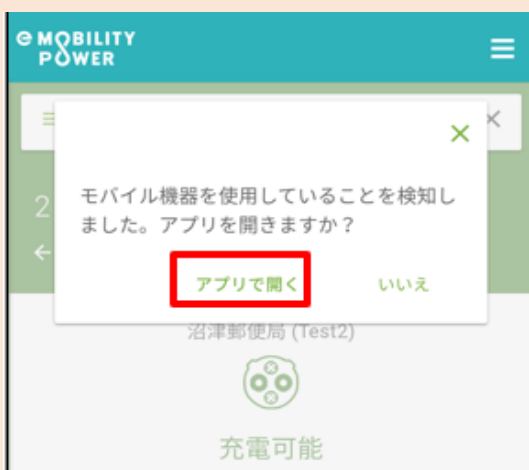 e MOBILITY
POWER
2
モバイル機器を使用していることを検知し
ました。アプリを開きますか？
アプリで開く いいえ
沼津郵便局 (Test2)
充電可能